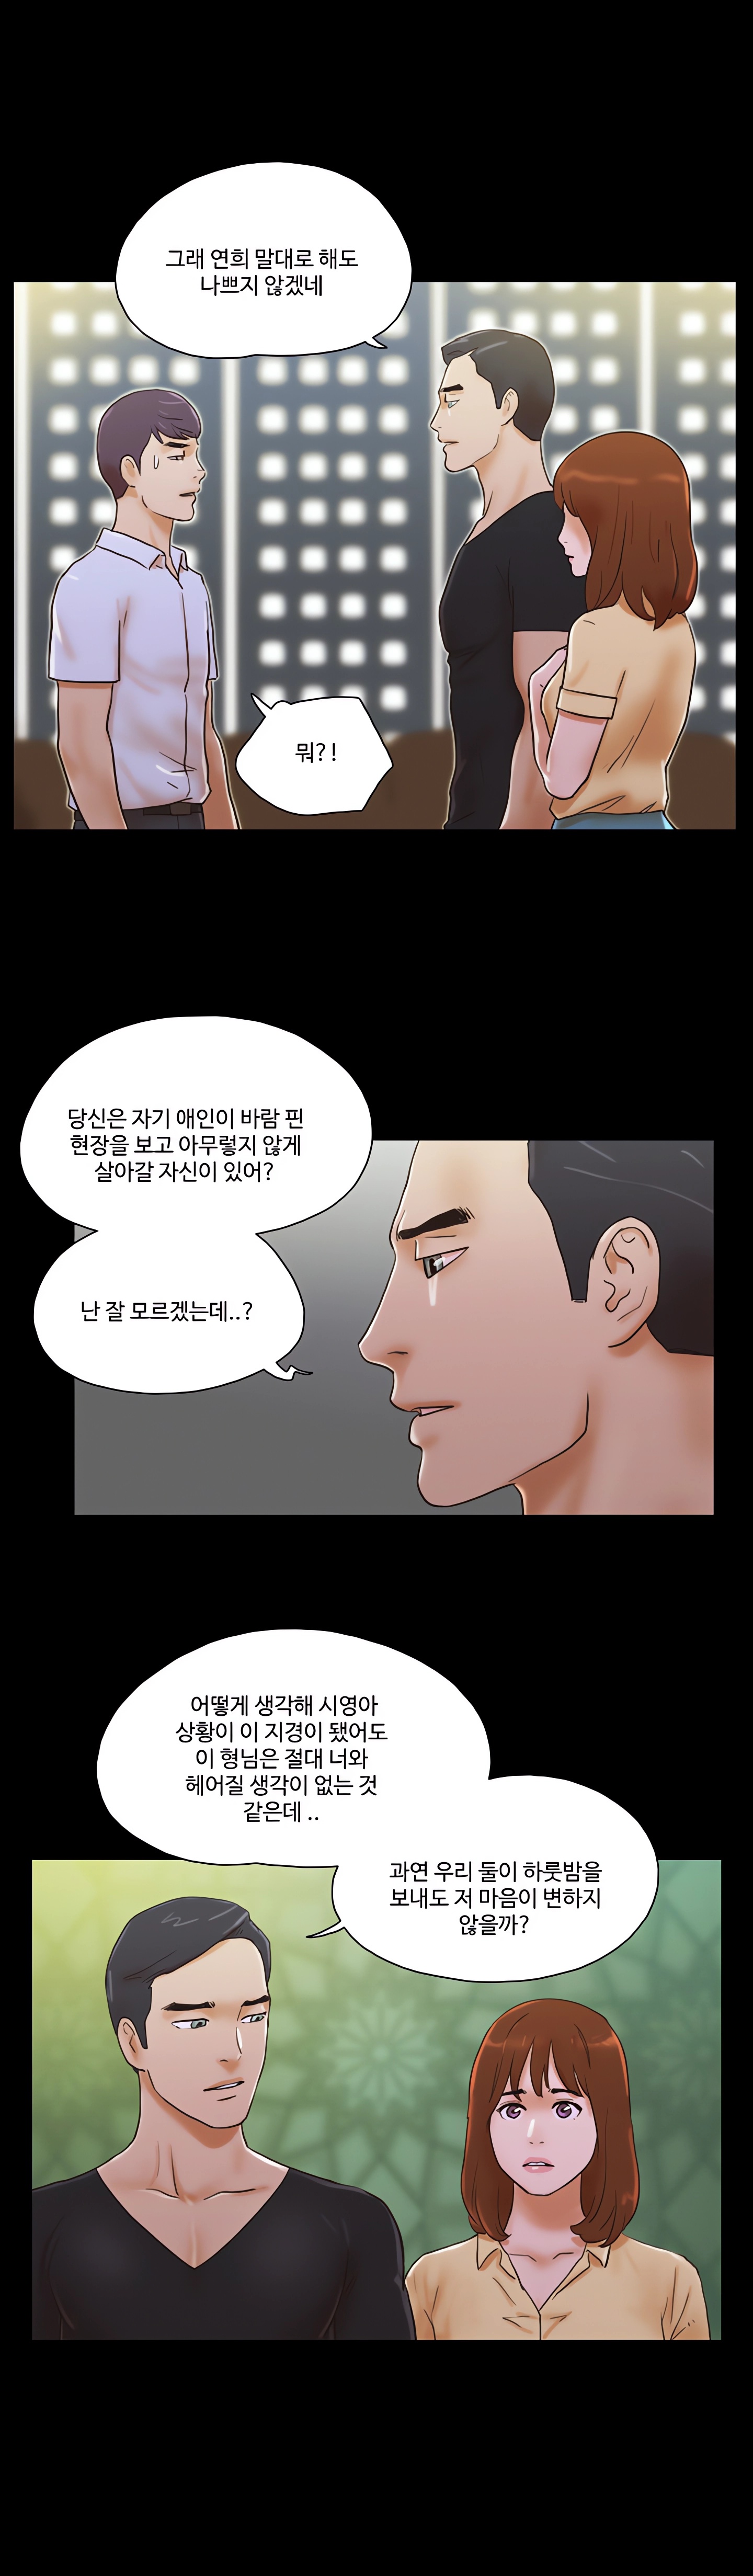 그래 연희 말대로 해도
나쁘지 않겠네
뭐?!
당신은 자기 애인이 바람 핀
현장을 보고 아무렇지 않게
살아갈 자신이 있어?
난 잘 모르겠는데..?
어떻게 생각해 시영아
상황이 이 지경이 됐어도
이 형님은 절대 너와
헤어질 생각이 없는 것
같은데 ..
과연 우리 둘이 하룻밤을
보내도 저 마음이 변하지
않을까?